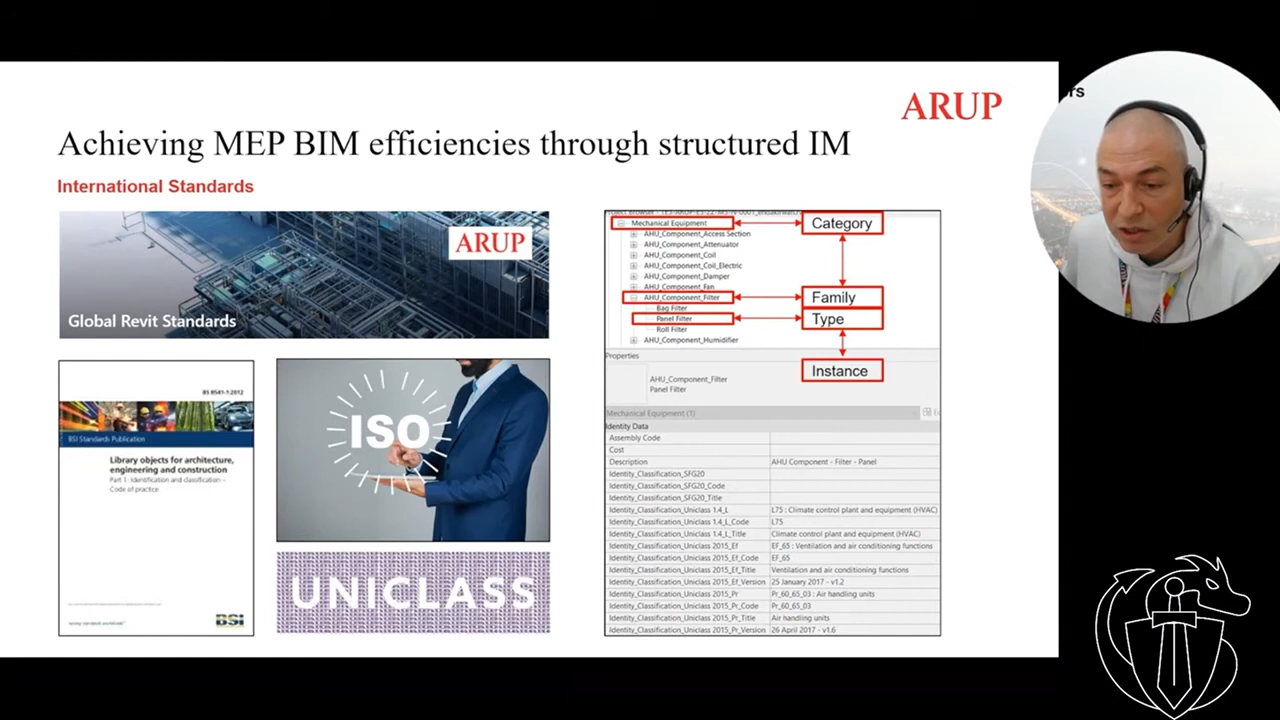 ARUP
Achieving MEP BIM efficiencies through structured IM
International Standards
ARUP
Global Revit Standards
BS 8541-1:2012
BSI Standards Publication
Library objects for architecture,
engineering and construction
Part 1: Identification and classification –
Code of practice
BSI
ISO
UNICLASS
Mechanical Equipment
AHU_Component_Access Section
AHU_Component_Attenuator
AHU_Component_Coil
AHU_Component_Coil_Electric
AHU_Component_Damper
AHU_Component_Fan
AHU_Component_Filter
Bag Filter
Panel Filter
Roll Filter
AHU_Component_Humidifier
Category
Family
Type
Instance
Properties
AHU_Component_Filter
Panel Filter
Mechanical Equipment (1)
Identity Data
Assembly Code
Cost
Description AHU Component - Filter - Panel
Identity_Classification_SFG20
Identity_Classification_SFG20_Code
Identity_Classification_SFG20_Title
Identity_Classification_Uniclass 1.4_L L75 : Climate control plant and equipment (HVAC)
Identity_Classification_Uniclass 1.4_L_Code L75
Identity_Classification_Uniclass 1.4_L_Title Climate control plant and equipment (HVAC)
Identity_Classification_Uniclass 2015_Ef EF_65 : Ventilation and air conditioning functions
Identity_Classification_Uniclass 2015_Ef_Code EF_65
Identity_Classification_Uniclass 2015_Ef_Title Ventilation and air conditioning functions
Identity_Classification_Uniclass 2015_Ef_Version 25 January 2017 - v1.2
Identity_Classification_Uniclass 2015_Pr Pr_60_65_03 : Air handling units
Identity_Classification_Uniclass 2015_Pr_Code Pr_60_65_03
Identity_Classification_Uniclass 2015_Pr_Title Air handling units
Identity_Classification_Uniclass 2015_Pr_Version 26 April 2017 - v1.6